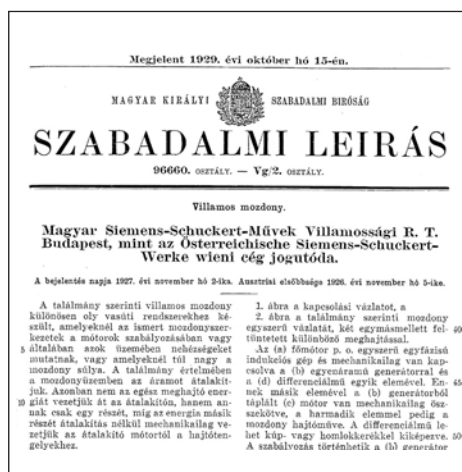 Megjelent 1929. évi október hó 15-én.
MAGYAR KIRÁLYI SZABADALMI BIRÓSÁG
SZABADALMI LEIRÁS
96660. OSZTÁLY. — Vg/2. OSZTÁLY.
Villamos mozdony.
Magyar Siemens-Schuckert-Művek Villamossági R. T.
Budapest, mint az Österreichische Siemens-Schuckert-
Werke wieni cég jogutóda.
A bejelentés napja 1927. évi november hó 2-ika. Ausztriai elsőbbsége 1926. évi november hó 5-ike.
A találmány szerinti villamos mozdony
különösen oly vasúti rendszerekhez ké-
szült, amelyeknél az ismert mozdonyszer-
kezetek a mótorok szabályozásában vagy
5 általában azok üzemében nehézségeket
mutatnak, vagy amelyeknél túl nagy a
mozdony súlya. A találmány értelmében
a mozdonyüzemben az áramot átalakít-
juk. Azonban nem az egész meghajtó ener-
10 giát vezetjük át az átalakítón, hanem an-
nak csak egy részét, míg az energia másik
részét átalakítás nélkül mechanikailag ve-
zetjük az átalakító mótortól a hajtóten-
gelyekhez.
1. ábra a kapcsolási vázlatot, a
2. ábra a találmány szerinti mozdony
egyszerű vázlatát, két egymásmellett fel- 40
tüntetett különböző meghajtással.
Az (a) főmótor p. o. egyszerű egyfázisú
indukciós gép és mechanikailag van kap-
csolva a (b) egyenáramú generátorral és
a (d) differenciálmű egyik elemével. En- 45
nek másik elemével a (b) generátorból
táplált (c) mótor van mechanikailag ösz-
szekötve, a harmadik elemmel pedig a
mozdony hajtóműve. A differenciálmű le-
het kúp- vagy homlokkerékkel kiképezve. 50
A szabályozás történhetik a (b) generátor